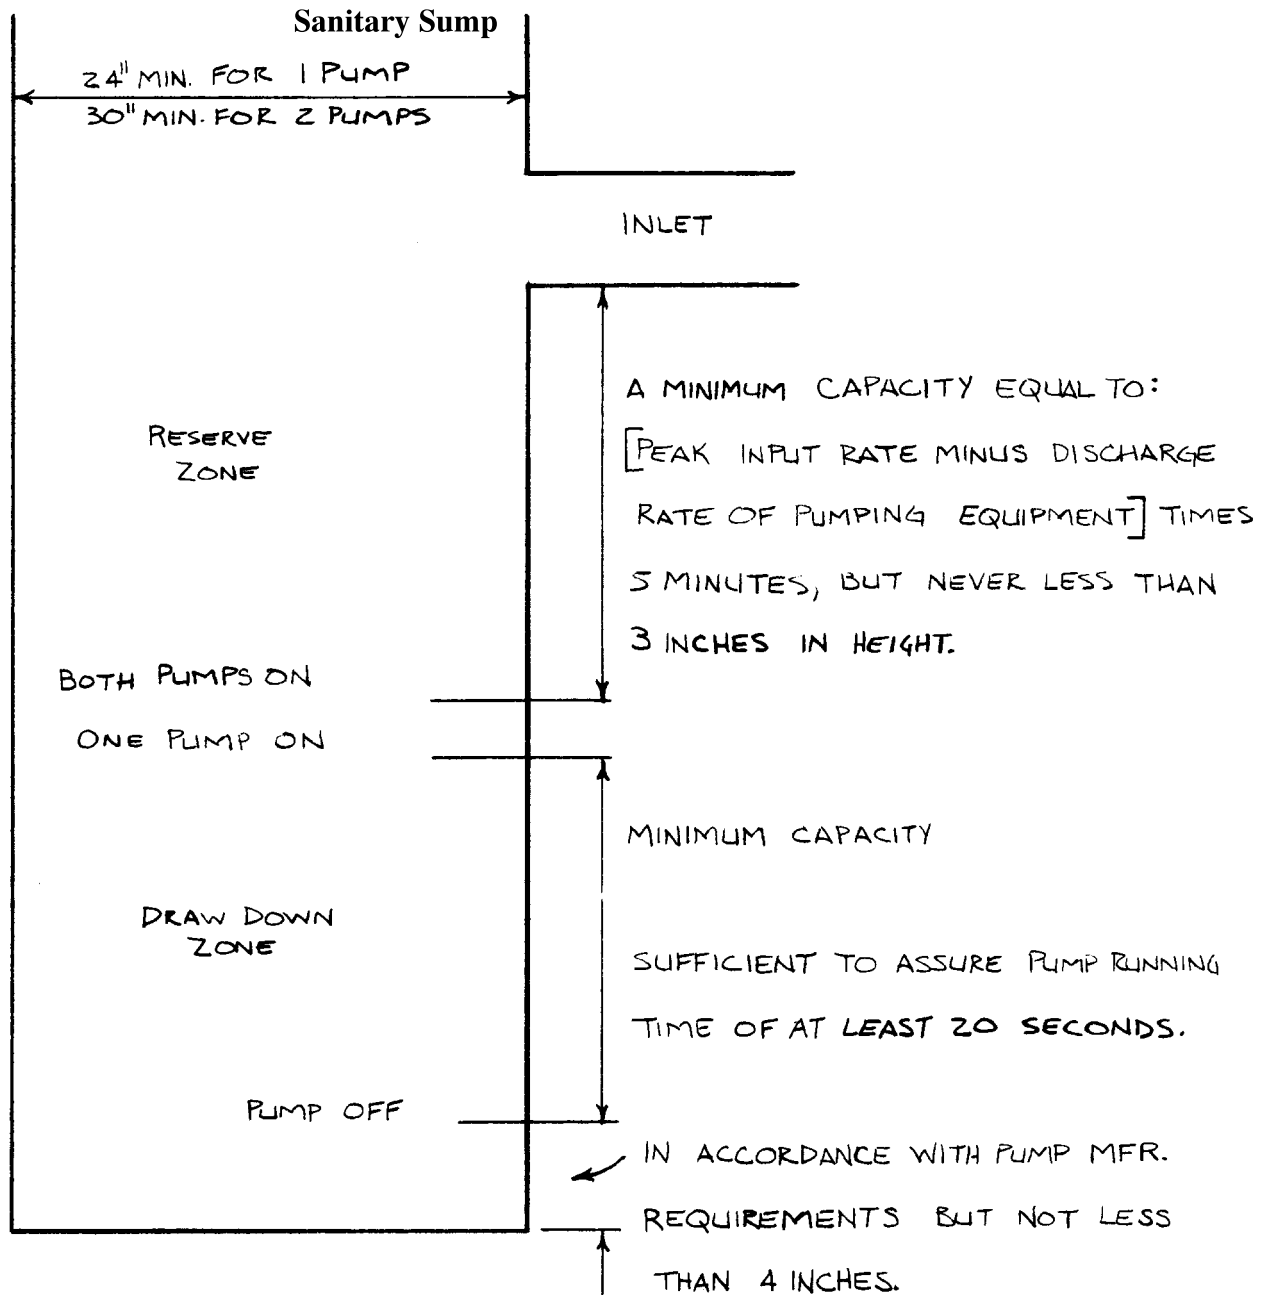 Sanitary Sump
24" MIN. FOR 1 PUMP
30" MIN. FOR 2 PUMPS
INLET
A MINIMUM CAPACITY EQUAL TO:
[PEAK INPUT RATE MINUS DISCHARGE
RATE OF PUMPING EQUIPMENT] TIMES
5 MINUTES, BUT NEVER LESS THAN
3 INCHES IN HEIGHT.
RESERVE
ZONE
BOTH PUMPS ON
ONE PUMP ON
MINIMUM CAPACITY
SUFFICIENT TO ASSURE PUMP RUNNING
TIME OF AT LEAST 20 SECONDS.
DRAW DOWN
ZONE
PUMP OFF
IN ACCORDANCE WITH PUMP MFR.
REQUIREMENTS BUT NOT LESS
THAN 4 INCHES.